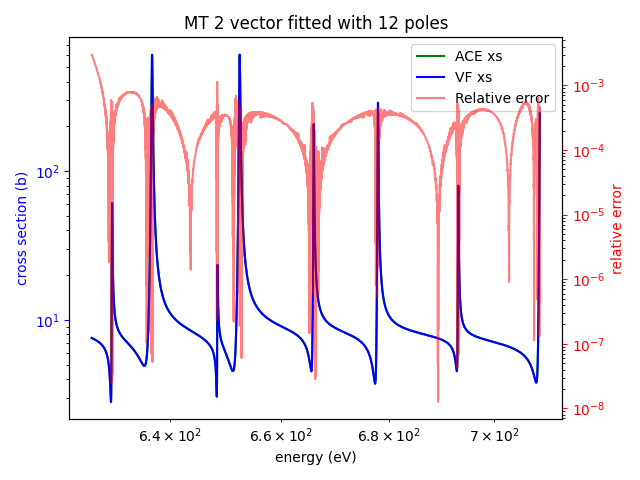 MT 2 vector fitted with 12 poles
ACE xs
VF xs
Relative error
cross section (b)
10²
10¹
10⁻³
10⁻⁴
10⁻⁵
10⁻⁶
10⁻⁷
10⁻⁸
relative error
6.4 × 10² 6.6 × 10² 6.8 × 10² 7 × 10²
energy (eV)